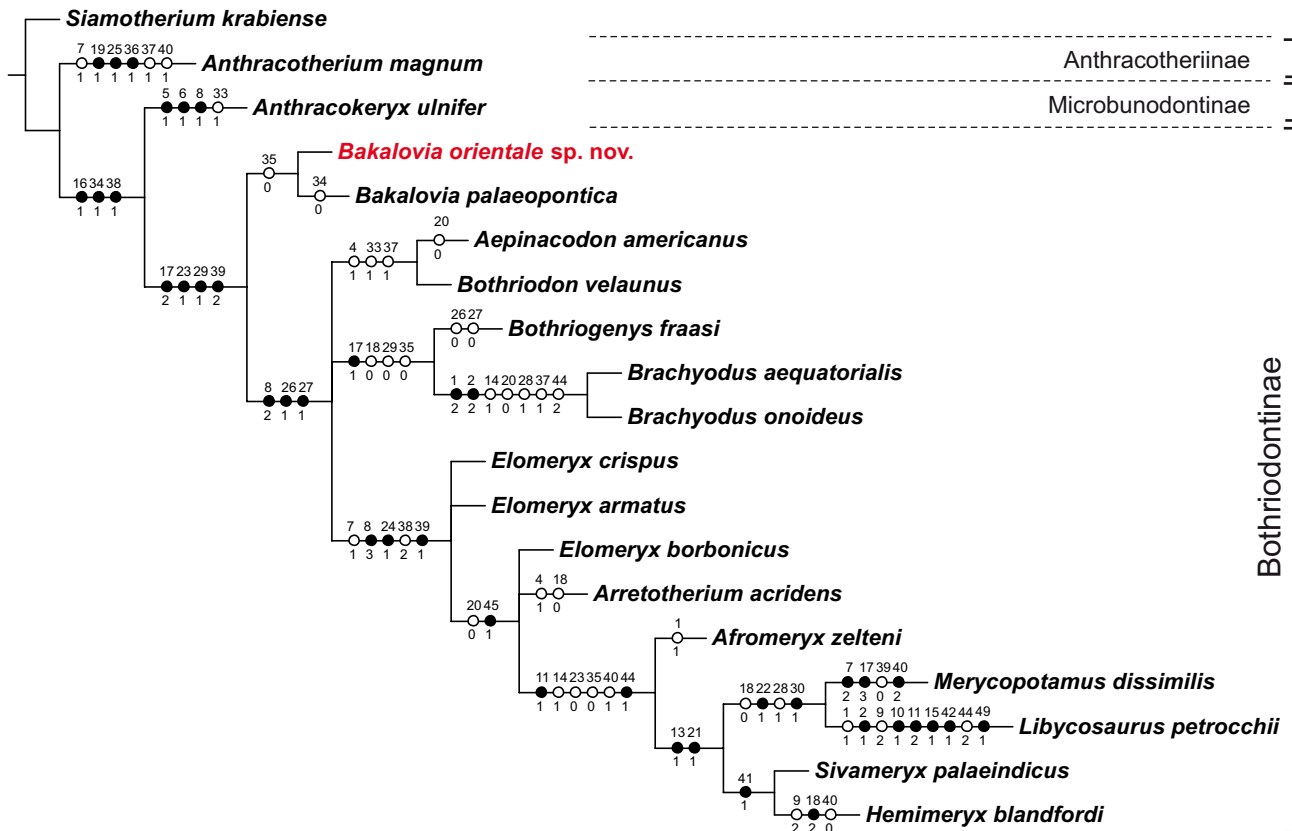 Siamotherium krabiense
7 19 25 36 37 40
1 1 1 1 1 1
Anthracotherium magnum
Anthracotheriinae
5 6 8 33
1 1 1 1
Anthracokeryx ulnifer
Microbunodontinae
35
0
Bakalovia orientale sp. nov.
16 34 38
1 1 1
34
0
Bakalovia palaeopontica
20
0
Aepinacodon americanus
4 33 37
1 1 1
17 23 29 39
2 1 1 2
Bothriodon velaunus
26 27
0 0
Bothriogenys fraasi
17 18 29 35
1 0 0 0
Brachyodus aequatorialis
8 26 27
2 1 1
1 2 14 20 28 37 44
2 2 1 0 1 1 2
Brachyodus onoideus
Bothriodontinae
Elomeryx crispus
Elomeryx armatus
7 8 24 38 39
1 3 1 2 1
Elomeryx borbonicus
4 18
1 0
Arretotherium acridens
20 45
0 1
1
1
Afromeryx zelteni
7 17 39 40
2 3 0 2
Merycopotamus dissimilis
11 14 23 35 40 44
1 1 0 0 1 1
18 22 28 30
0 1 1 1
1 2 9 10 11 15 42 44 49
1 1 2 1 2 1 1 2 1
Libycosaurus petrocchii
13 21
1 1
Sivameryx palaeindicus
41
1
9 18 40
2 2 0
Hemimeryx blandfordi